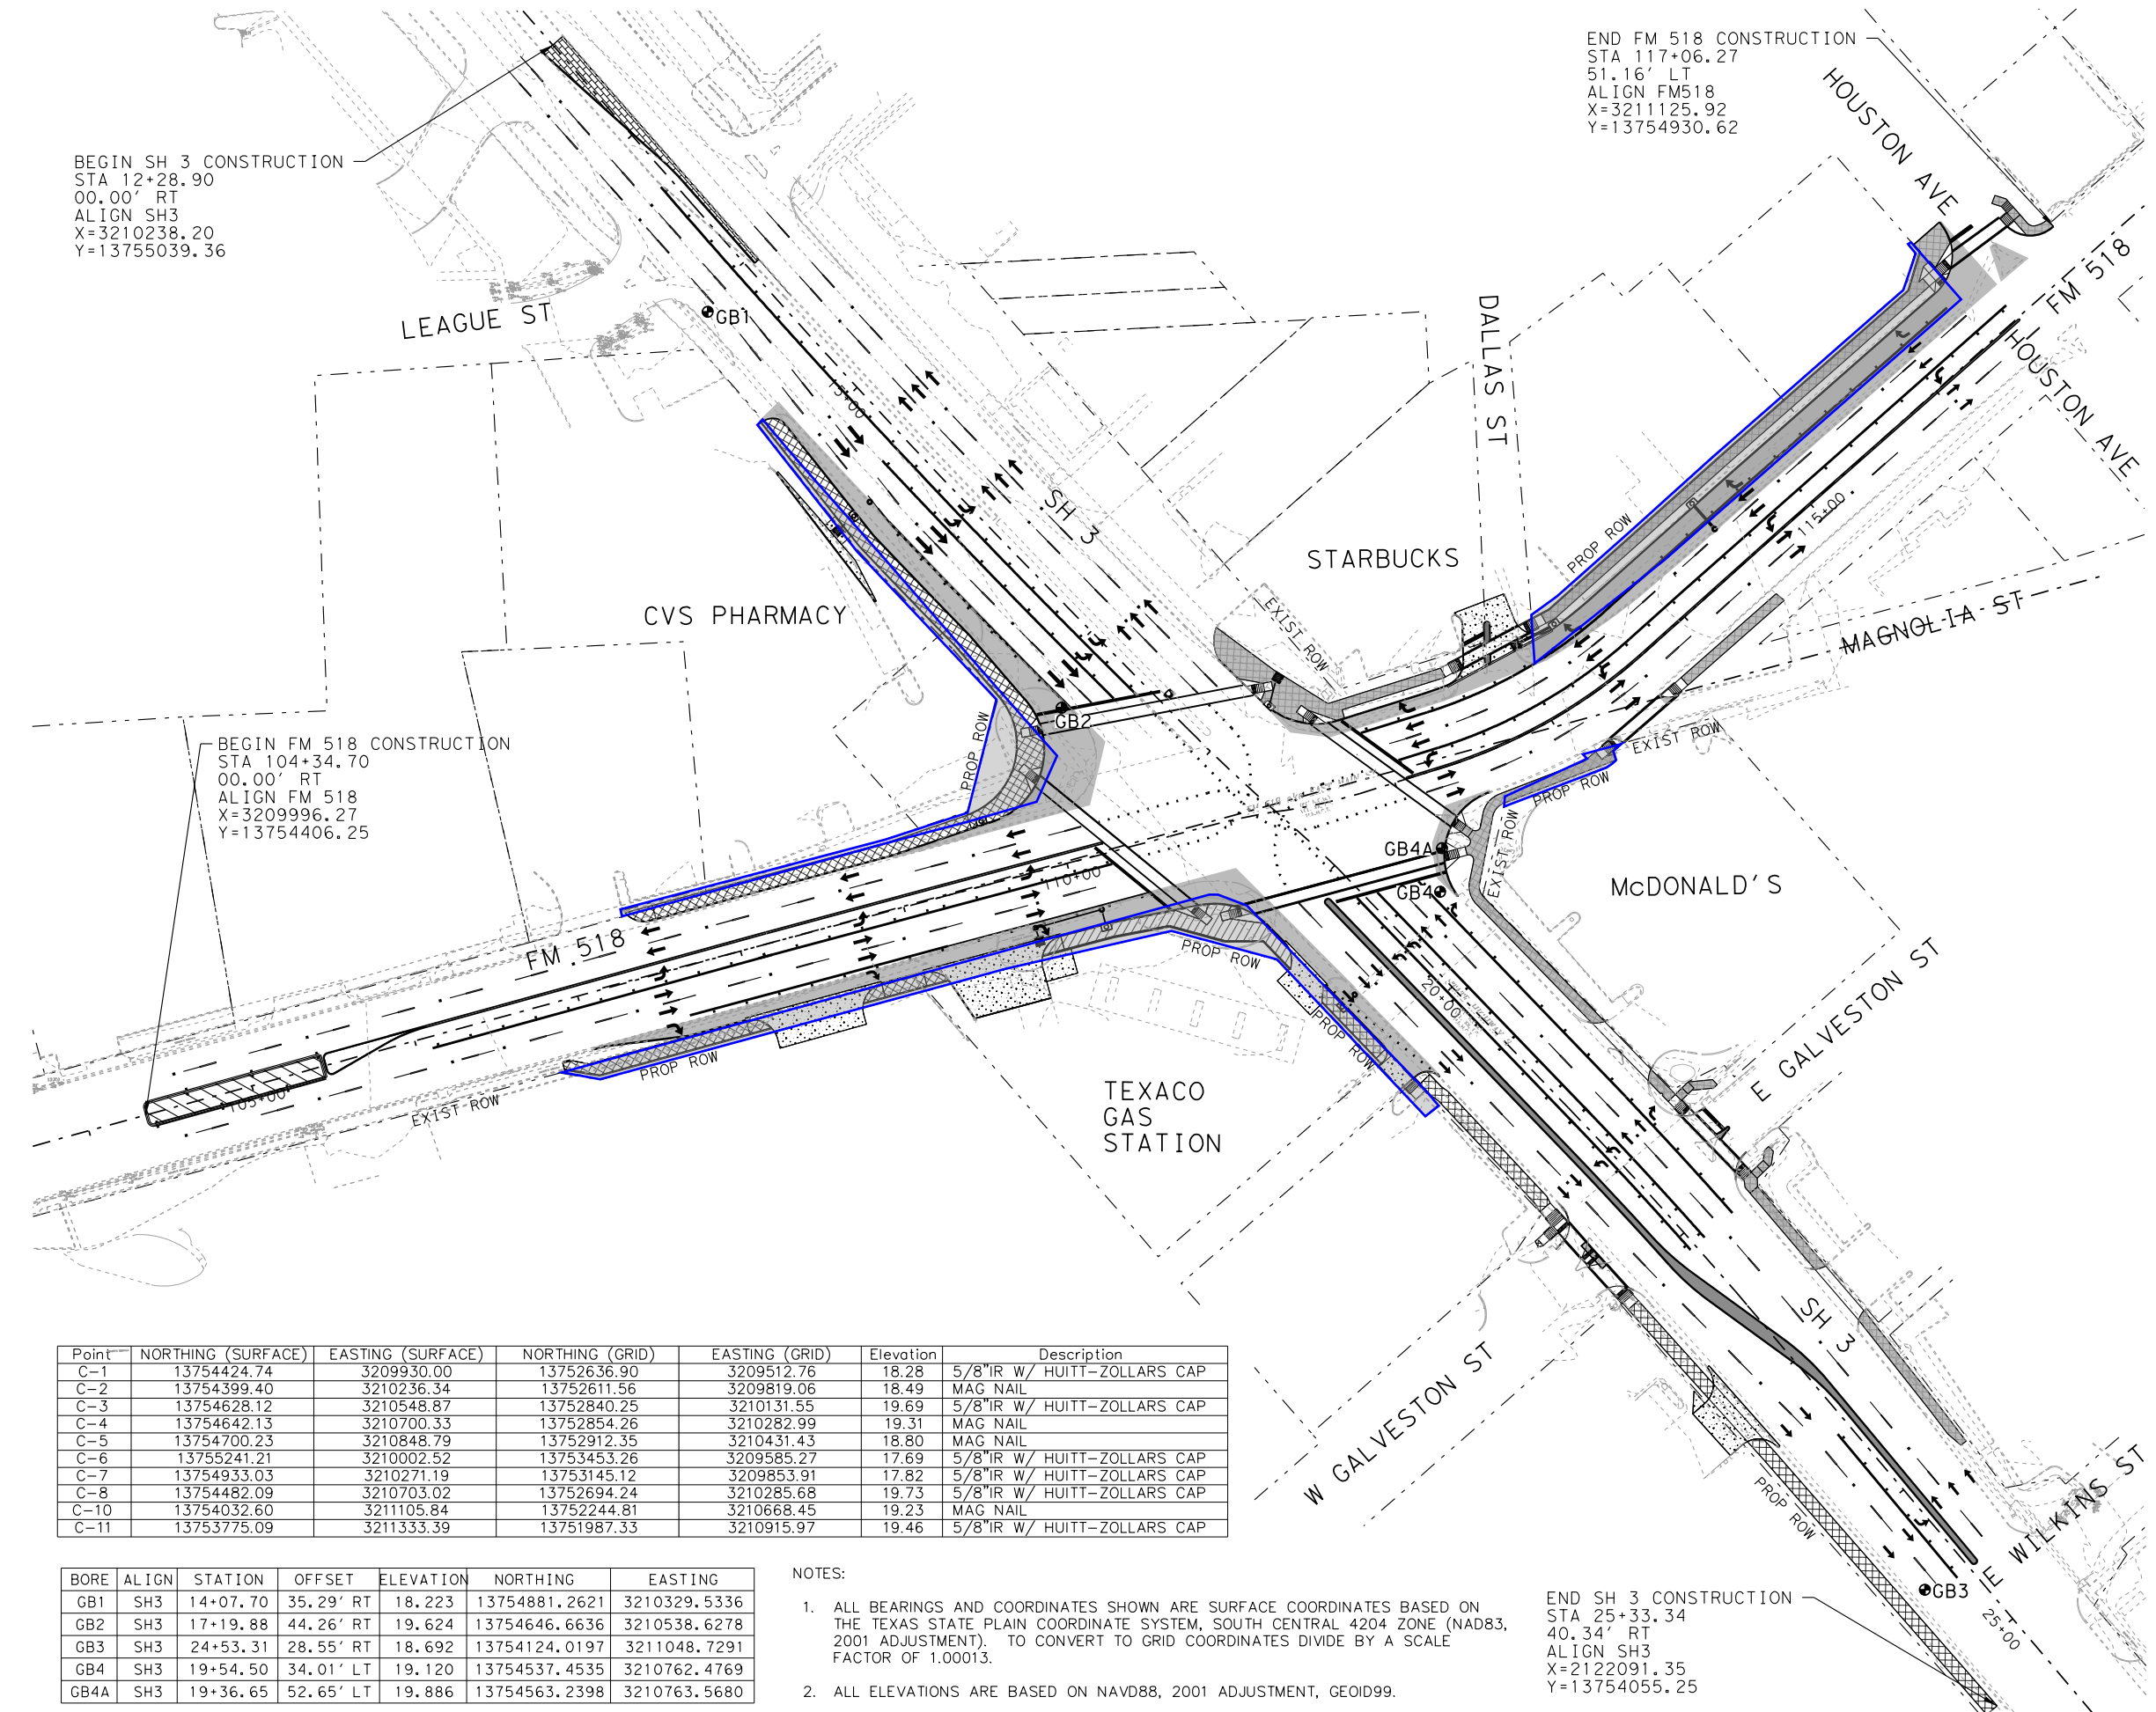 END FM 518 CONSTRUCTION
STA 117+06.27
51.16' LT
ALIGN FM518
X=3211125.92
Y=13754930.62
HOUSTON AVE
BEGIN SH 3 CONSTRUCTION
STA 12+28.90
00.00' RT
ALIGN SH3
X=3210238.20
Y=13755039.36
FM 518
LEAGUE ST
GB1
DALLAS ST
HOUSTON AVE
15+00
SH 3
115+00
PROP ROW
STARBUCKS
EXIST ROW
CVS PHARMACY
MAGNOLIA ST
GB2
PROP ROW
EXIST ROW
PROP ROW
BEGIN FM 518 CONSTRUCTION
STA 104+34.70
00.00' RT
ALIGN FM 518
X=3209996.27
Y=13754406.25
GB4A
EXIST ROW
110+00
GB4
McDONALD'S
FM 518
PROP ROW
20+00
E GALVESTON ST
PROP ROW
PROP ROW
105+00
EXIST ROW
TEXACO
GAS
STATION
SH 3
W GALVESTON ST
Point NORTHING (SURFACE) EASTING (SURFACE) NORTHING (GRID) EASTING (GRID) Elevation Description
C-1 13754424.74 3209930.00 13752636.90 3209512.76 18.28 5/8"IR W/ HUITT-ZOLLARS CAP
C-2 13754399.40 3210236.34 13752611.56 3209819.06 18.49 MAG NAIL
C-3 13754628.12 3210548.87 13752840.25 3210131.55 19.69 5/8"IR W/ HUITT-ZOLLARS CAP
C-4 13754642.13 3210700.33 13752854.26 3210282.99 19.31 MAG NAIL
C-5 13754700.23 3210848.79 13752912.35 3210431.43 18.80 MAG NAIL
C-6 13755241.21 3210002.52 13753453.26 3209585.27 17.69 5/8"IR W/ HUITT-ZOLLARS CAP
C-7 13754933.03 3210271.19 13753145.12 3209853.91 17.82 5/8"IR W/ HUITT-ZOLLARS CAP
C-8 13754482.09 3210703.02 13752694.24 3210285.68 19.73 5/8"IR W/ HUITT-ZOLLARS CAP
C-10 13754032.60 3211105.84 13752244.81 3210668.45 19.23 MAG NAIL
C-11 13753775.09 3211333.39 13751987.33 3210915.97 19.46 5/8"IR W/ HUITT-ZOLLARS CAP
PROP ROW
E WILKINS ST
BORE ALIGN STATION OFFSET ELEVATION NORTHING EASTING
GB1 SH3 14+07.70 35.29' RT 18.223 13754881.2621 3210329.5336
GB2 SH3 17+19.88 44.26' RT 19.624 13754646.6636 3210538.6278
GB3 SH3 24+53.31 28.55' RT 18.692 13754124.0197 3211048.7291
GB4 SH3 19+54.50 34.01' LT 19.120 13754537.4535 3210762.4769
GB4A SH3 19+36.65 52.65' LT 19.886 13754563.2398 3210763.5680
NOTES:
1. ALL BEARINGS AND COORDINATES SHOWN ARE SURFACE COORDINATES BASED ON
THE TEXAS STATE PLAIN COORDINATE SYSTEM, SOUTH CENTRAL 4204 ZONE (NAD83,
2001 ADJUSTMENT). TO CONVERT TO GRID COORDINATES DIVIDE BY A SCALE
FACTOR OF 1.00013.
2. ALL ELEVATIONS ARE BASED ON NAVD88, 2001 ADJUSTMENT, GEOID99.
GB3
25+00
END SH 3 CONSTRUCTION
STA 25+33.34
40.34' RT
ALIGN SH3
X=2122091.35
Y=13754055.25